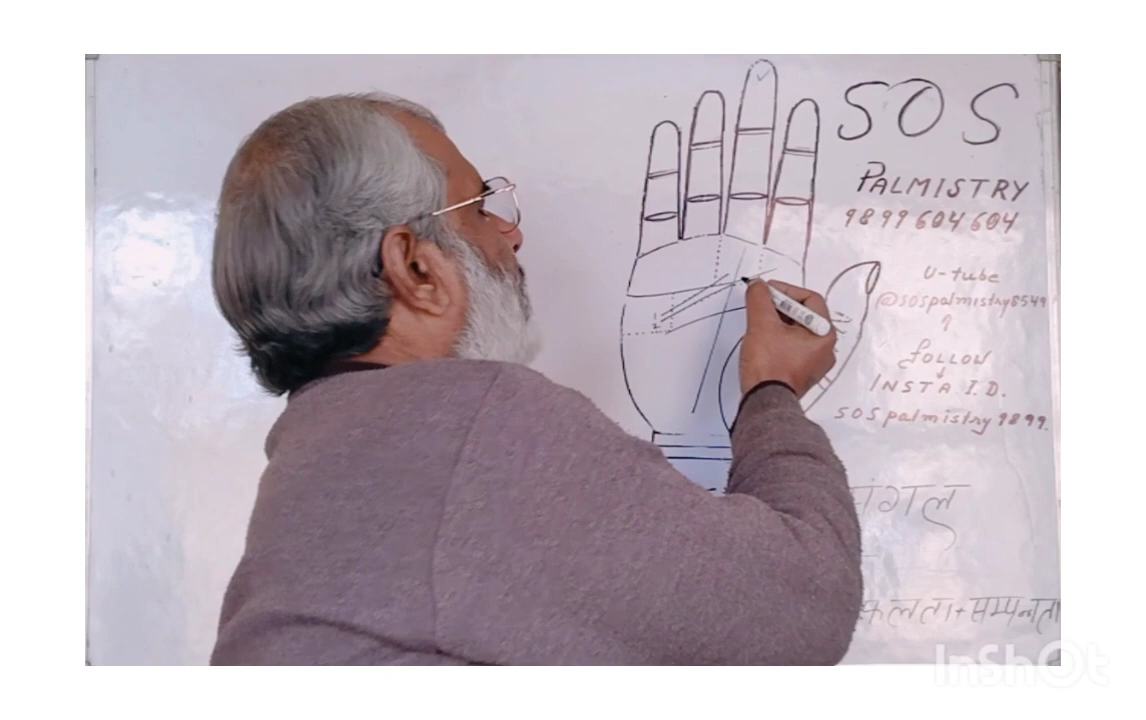 SOS
PALMISTRY
9899604604
U-tube
@sospalmistry8549
follow
INSTA I.D.
SOSpalmistry9899.
InShOt